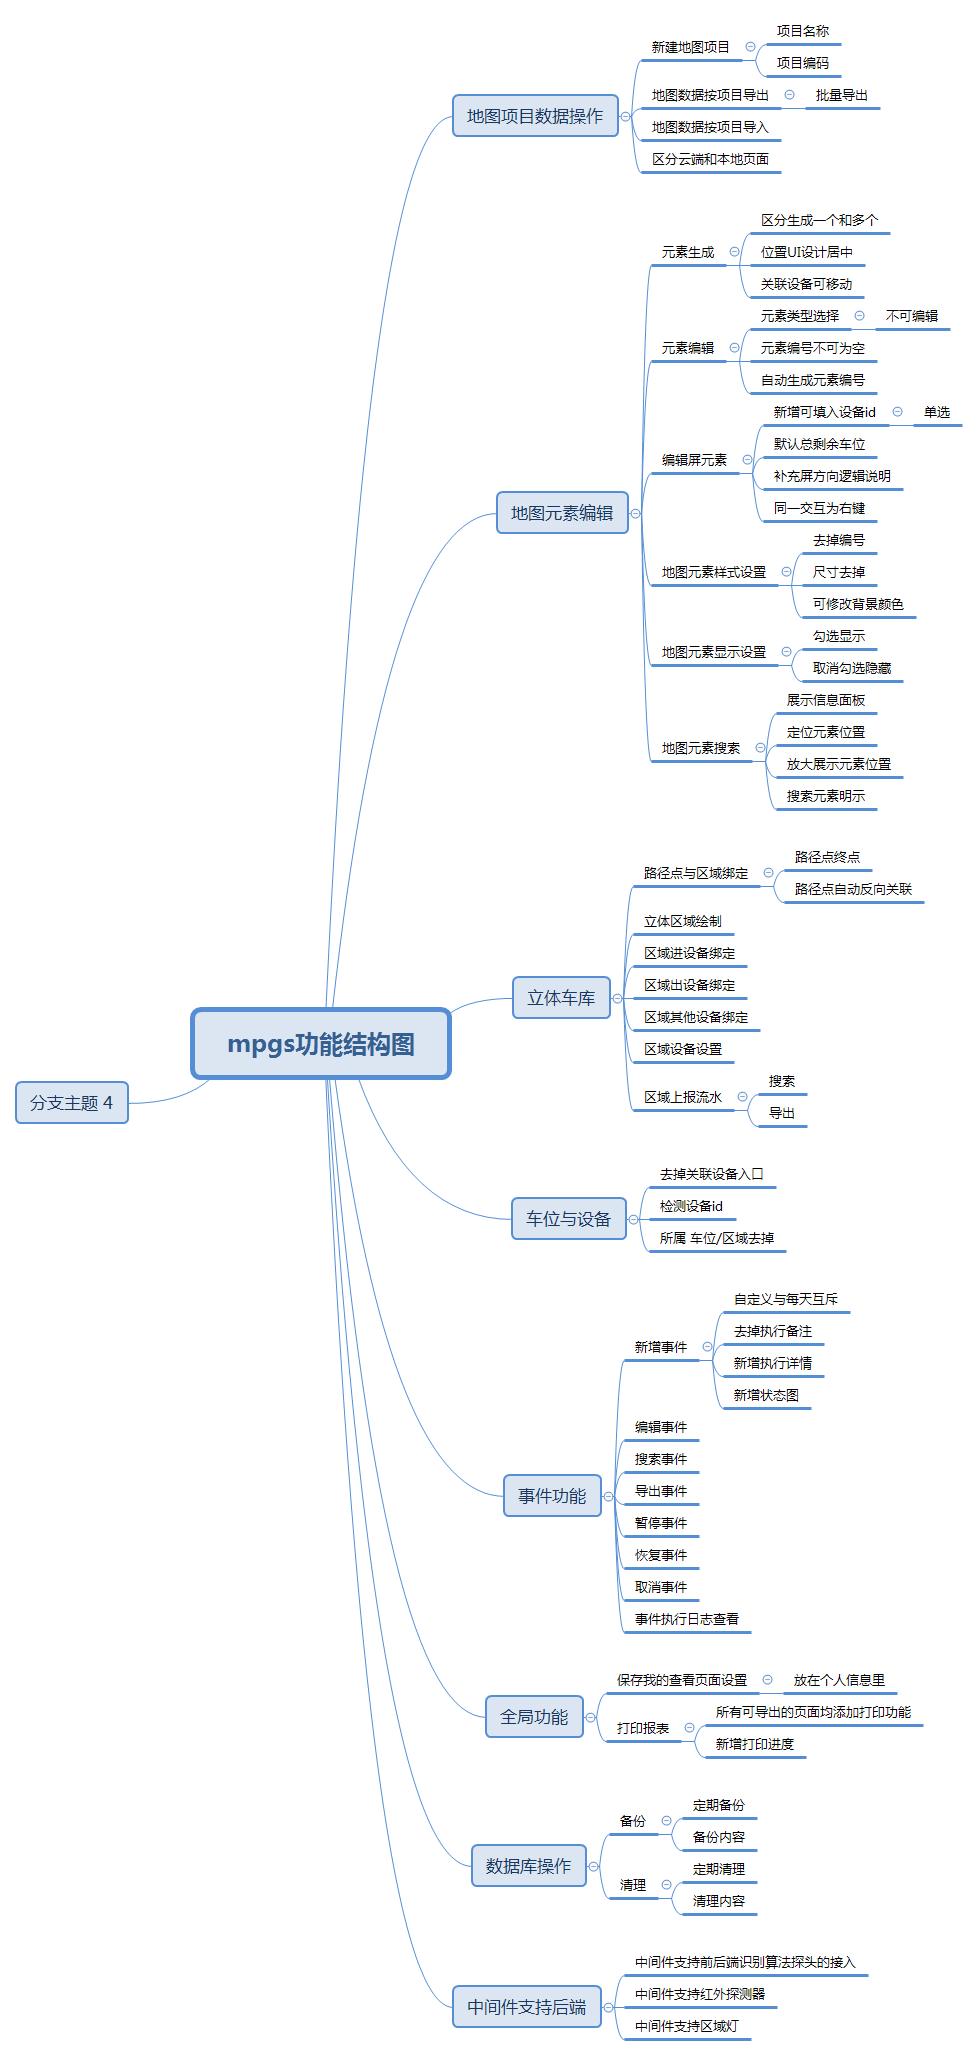 mpgs功能结构图
分支主题 4
地图项目数据操作
新建地图项目
项目名称
项目编码
地图数据按项目导出
批量导出
地图数据按项目导入
区分云端和本地页面
地图元素编辑
元素生成
区分生成一个和多个
位置UI设计居中
关联设备可移动
元素编辑
元素类型选择
不可编辑
元素编号不可为空
自动生成元素编号
编辑屏元素
新增可填入设备id
单选
默认总剩余车位
补充屏方向逻辑说明
同一交互为右键
地图元素样式设置
去掉编号
尺寸去掉
可修改背景颜色
地图元素显示设置
勾选显示
取消勾选隐藏
地图元素搜索
展示信息面板
定位元素位置
放大展示元素位置
搜索元素明示
立体车库
路径点与区域绑定
路径点终点
路径点自动反向关联
立体区域绘制
区域进设备绑定
区域出设备绑定
区域其他设备绑定
区域设备设置
区域上报流水
搜索
导出
车位与设备
去掉关联设备入口
检测设备id
所属 车位/区域去掉
事件功能
新增事件
自定义与每天互斥
去掉执行备注
新增执行详情
新增状态图
编辑事件
搜索事件
导出事件
暂停事件
恢复事件
取消事件
事件执行日志查看
全局功能
保存我的查看页面设置
放在个人信息里
打印报表
所有可导出的页面均添加打印功能
新增打印进度
数据库操作
备份
定期备份
备份内容
清理
定期清理
清理内容
中间件支持后端
中间件支持前后端识别算法探头的接入
中间件支持红外探测器
中间件支持区域灯